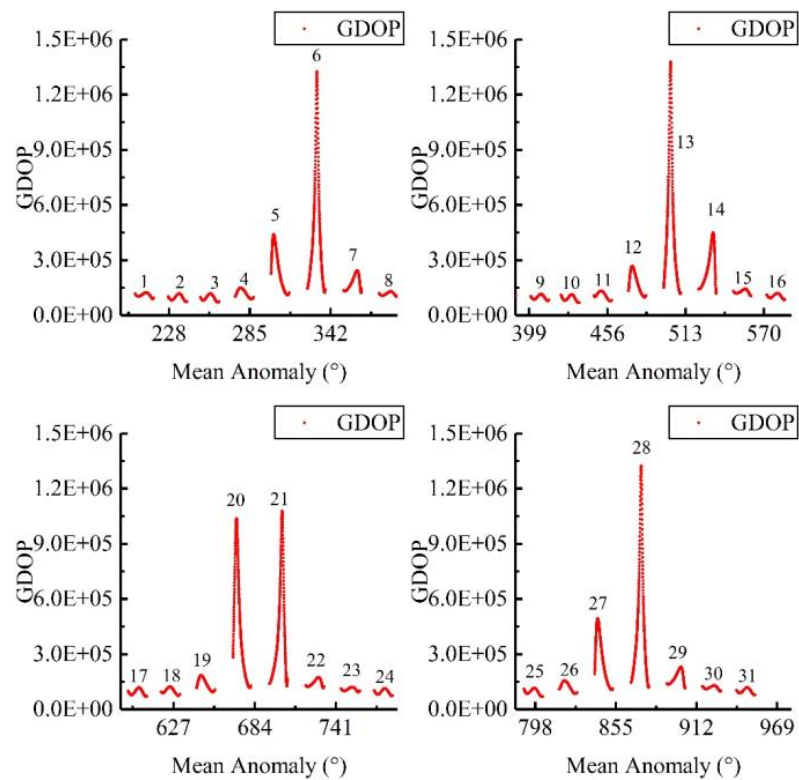 GDOP
1.5E+06
1.2E+06
9.0E+05
6.0E+05
3.0E+05
0.0E+00
GDOP
1 2 3 4 5 6 7 8
228 285 342
Mean Anomaly (°)
GDOP
1.5E+06
1.2E+06
9.0E+05
6.0E+05
3.0E+05
0.0E+00
GDOP
9 10 11 12 13 14 15 16
399 456 513 570
Mean Anomaly (°)
GDOP
1.5E+06
1.2E+06
9.0E+05
6.0E+05
3.0E+05
0.0E+00
GDOP
17 18 19 20 21 22 23 24
627 684 741
Mean Anomaly (°)
GDOP
1.5E+06
1.2E+06
9.0E+05
6.0E+05
3.0E+05
0.0E+00
GDOP
25 26 27 28 29 30 31
798 855 912 969
Mean Anomaly (°)